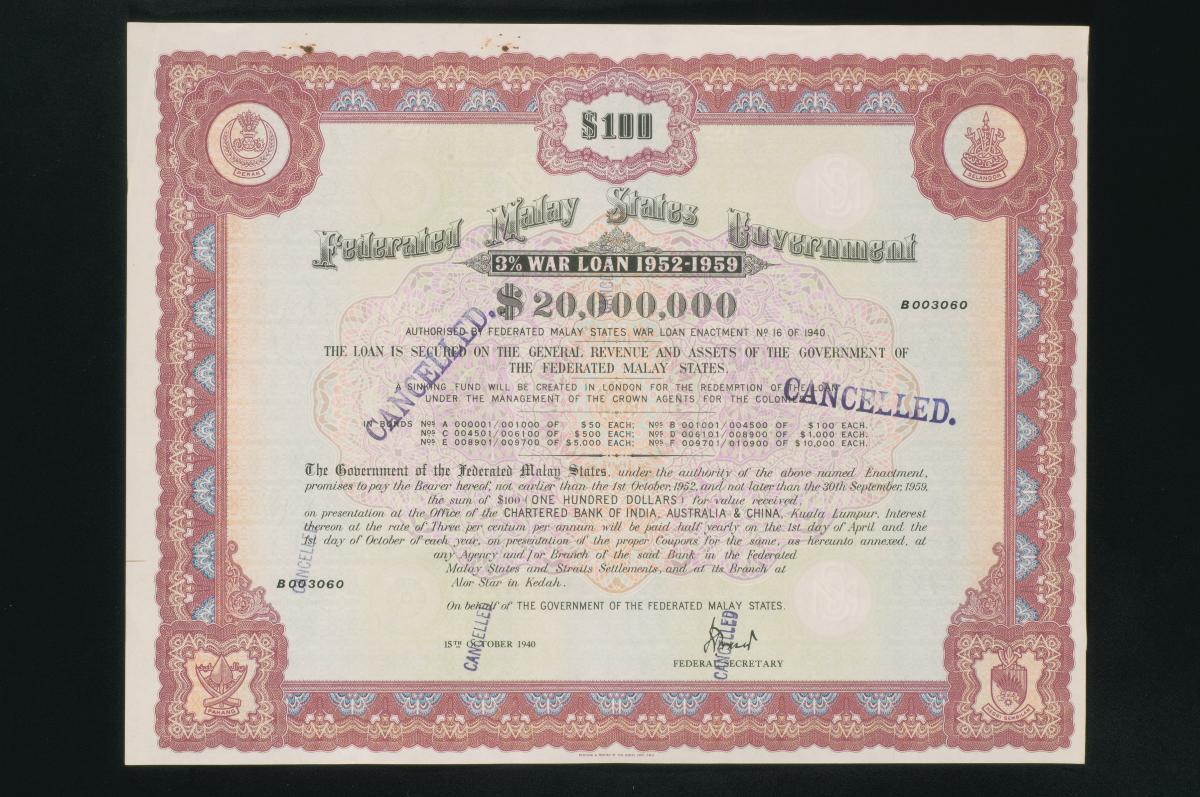 $100
PERAK
SELANGOR
Federated Malay States Government
3% WAR LOAN 1952-1959
$20,000,000
B003060
AUTHORISED BY FEDERATED MALAY STATES WAR LOAN ENACTMENT Nº 16 OF 1940
THE LOAN IS SECURED ON THE GENERAL REVENUE AND ASSETS OF THE GOVERNMENT OF
THE FEDERATED MALAY STATES.
A SINKING FUND WILL BE CREATED IN LONDON FOR THE REDEMPTION OF THE LOAN
UNDER THE MANAGEMENT OF THE CROWN AGENTS FOR THE COLONIES
CANCELLED.
CANCELLED.
IN BONDS Nºs A 000001/001000 OF $50 EACH; Nºs B 001001/004500 OF $100 EACH.
Nºs C 004501/006100 OF $500 EACH; Nºs D 006101/008900 OF $1,000 EACH.
Nºs E 008901/009700 OF $5,000 EACH; Nºs F 009701/010900 OF $10,000 EACH.
The Government of the Federated Malay States, under the authority of the above named Enactment,
promises to pay the Bearer hereof, not earlier than the 1st October, 1952, and not later than the 30th September, 1959,
the sum of $100 (ONE HUNDRED DOLLARS) for value received,
on presentation at the Office of the CHARTERED BANK OF INDIA, AUSTRALIA & CHINA, Kuala Lumpur. Interest
thereon at the rate of Three per centum per annum will be paid half yearly on the 1st day of April and the
1st day of October of each year, on presentation of the proper Coupons for the same, as hereunto annexed, at
any Agency and/or Branch of the said Bank in the Federated
Malay States and Straits Settlements, and at its Branch at
Alor Star in Kedah.
B003060
CANCELLED
On behalf of THE GOVERNMENT OF THE FEDERATED MALAY STATES.
15TH OCTOBER 1940
CANCELLED
CANCELLED
FEDERAL SECRETARY
PAHANG
NEGRI SEMBILAN